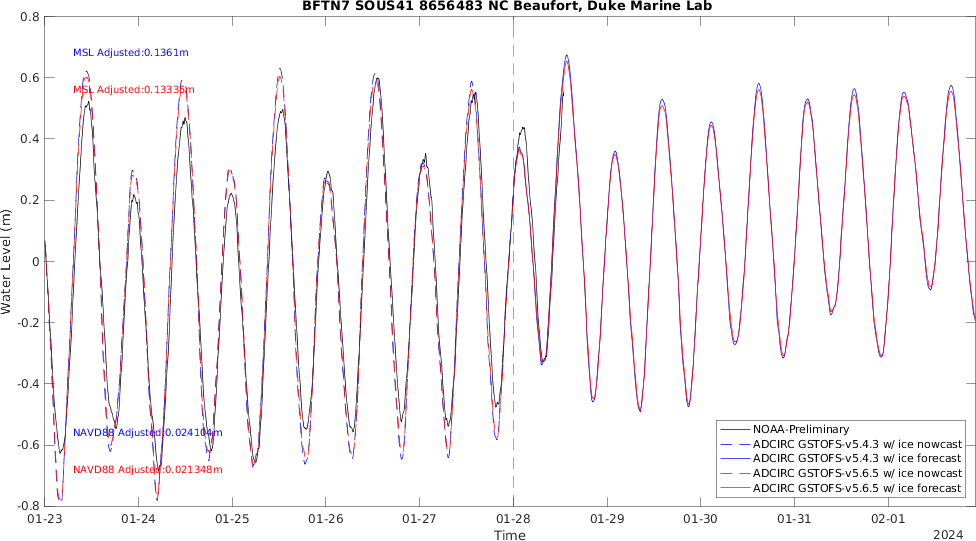 BFTN7 SOUS41 8656483 NC Beaufort, Duke Marine Lab
0.8
MSL Adjusted:0.1361m
0.6
MSL Adjusted:0.13336m
0.4
0.2
0
Water Level (m)
-0.2
-0.4
NAVD88 Adjusted:0.024104m
-0.6
NAVD88 Adjusted:0.021348m
-0.8
NOAA-Preliminary
ADCIRC GSTOFS-v5.4.3 w/ ice nowcast
ADCIRC GSTOFS-v5.4.3 w/ ice forecast
ADCIRC GSTOFS-v5.6.5 w/ ice nowcast
ADCIRC GSTOFS-v5.6.5 w/ ice forecast
01-23 01-24 01-25 01-26 01-27 01-28 01-29 01-30 01-31 02-01
Time
2024